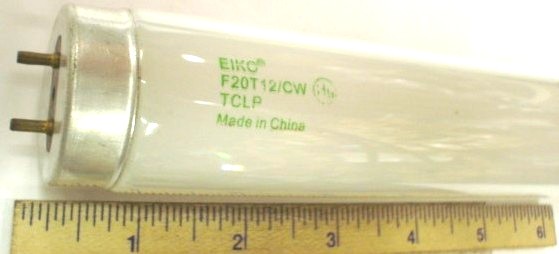 EIKO®
F20T12/CW
TCLP
Made in China
1 2 3 4 5 6